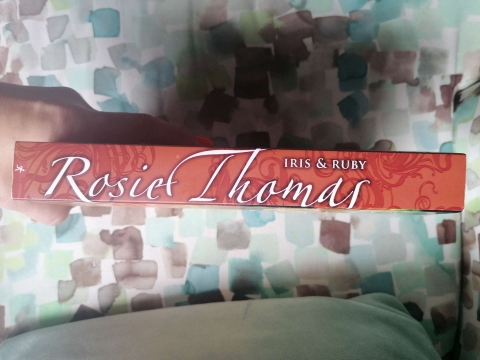 Rosie Thomas
IRIS & RUBY